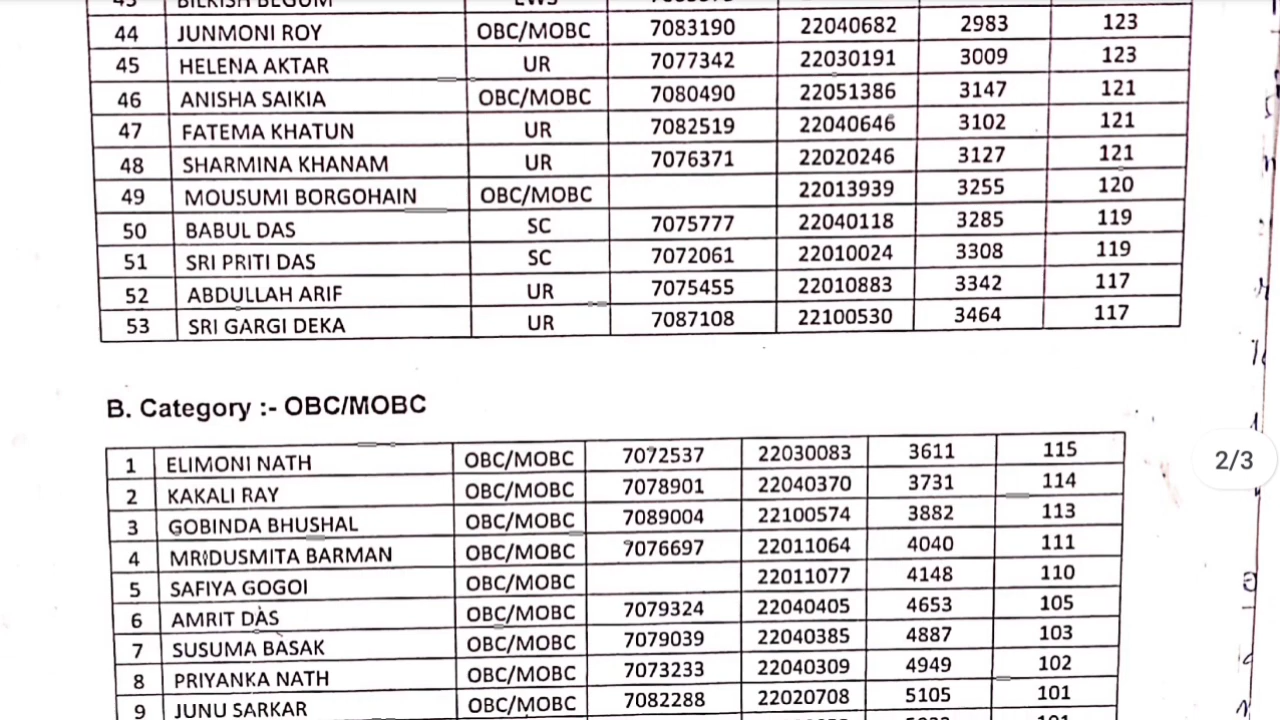 44 JUNMONI ROY OBC/MOBC 7083190 22040682 2983 123
45 HELENA AKTAR UR 7077342 22030191 3009 123
46 ANISHA SAIKIA OBC/MOBC 7080490 22051386 3147 121
47 FATEMA KHATUN UR 7082519 22040646 3102 121
48 SHARMINA KHANAM UR 7076371 22020246 3127 121
49 MOUSUMI BORGOHAIN OBC/MOBC 22013939 3255 120
50 BABUL DAS SC 7075777 22040118 3285 119
51 SRI PRITI DAS SC 7072061 22010024 3308 119
52 ABDULLAH ARIF UR 7075455 22010883 3342 117
53 SRI GARGI DEKA UR 7087108 22100530 3464 117
B. Category :- OBC/MOBC
1 ELIMONI NATH OBC/MOBC 7072537 22030083 3611 115
2 KAKALI RAY OBC/MOBC 7078901 22040370 3731 114
3 GOBINDA BHUSHAL OBC/MOBC 7089004 22100574 3882 113
4 MRIDUSMITA BARMAN OBC/MOBC 7076697 22011064 4040 111
5 SAFIYA GOGOI OBC/MOBC 22011077 4148 110
6 AMRIT DAS OBC/MOBC 7079324 22040405 4653 105
7 SUSUMA BASAK OBC/MOBC 7079039 22040385 4887 103
8 PRIYANKA NATH OBC/MOBC 7073233 22040309 4949 102
9 JUNU SARKAR OBC/MOBC 7082288 22020708 5105 101
2/3